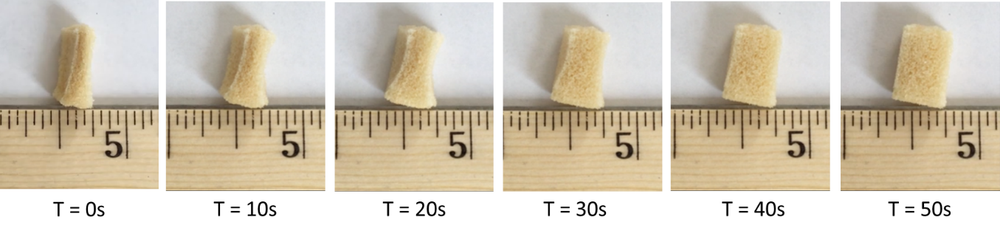 5 5 5 5 5 5
T = 0s T = 10s T = 20s T = 30s T = 40s T = 50s